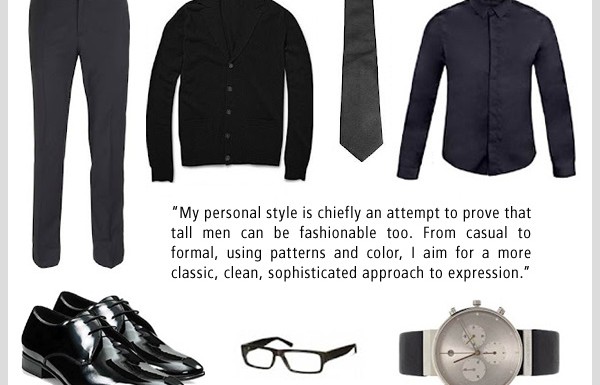 “My personal style is chiefly an attempt to prove that
tall men can be fashionable too. From casual to
formal, using patterns and color, I aim for a more
classic, clean, sophisticated approach to expression.”